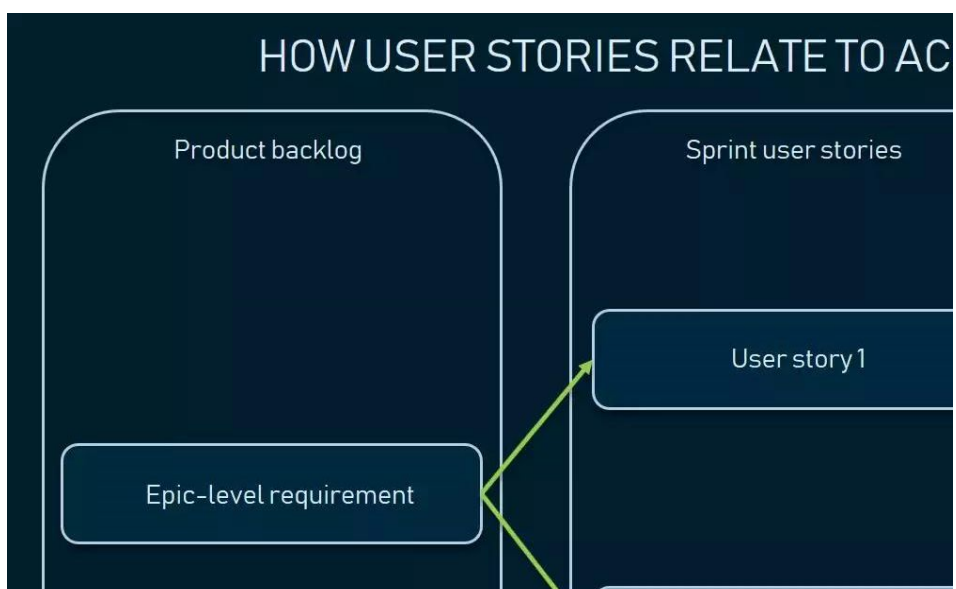 HOW USER STORIES RELATE TO AC
Product backlog
Sprint user stories
User story 1
Epic-level requirement